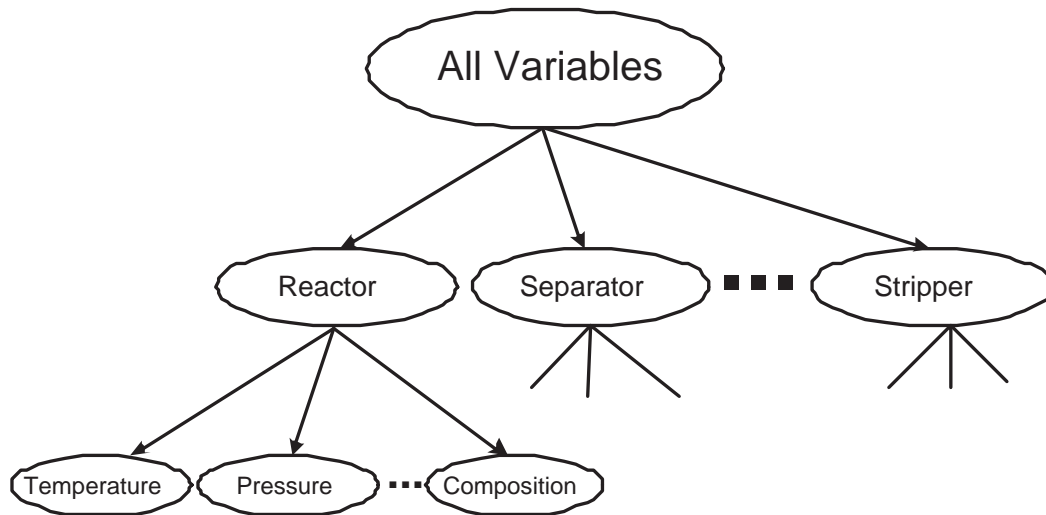 All Variables
Reactor
Separator
Stripper
Temperature
Pressure
Composition